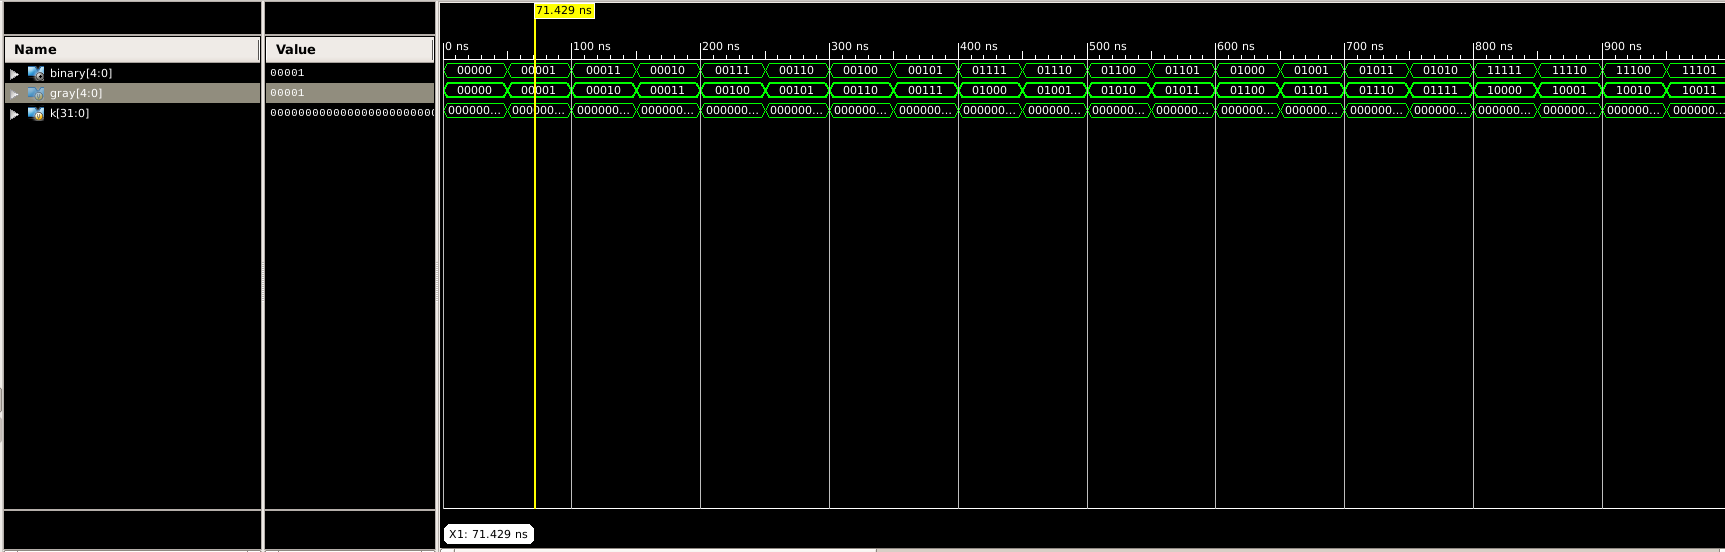 71.429 ns
Name Value 0 ns 100 ns 200 ns 300 ns 400 ns 500 ns 600 ns 700 ns 800 ns 900 ns
binary[4:0] 00001 00000 00001 00011 00010 00111 00110 00100 00101 01111 01110 01100 01101 01000 01001 01011 01010 11111 11110 11100 11101
gray[4:0] 00001 00000 00001 00010 00011 00100 00101 00110 00111 01000 01001 01010 01011 01100 01101 01110 01111 10000 10001 10010 10011
k[31:0] 00000000000000000000000 000000... 000000... 000000... 000000... 000000... 000000... 000000... 000000... 000000... 000000... 000000... 000000... 000000... 000000... 000000... 000000... 000000... 000000... 000000... 000000...
X1: 71.429 ns